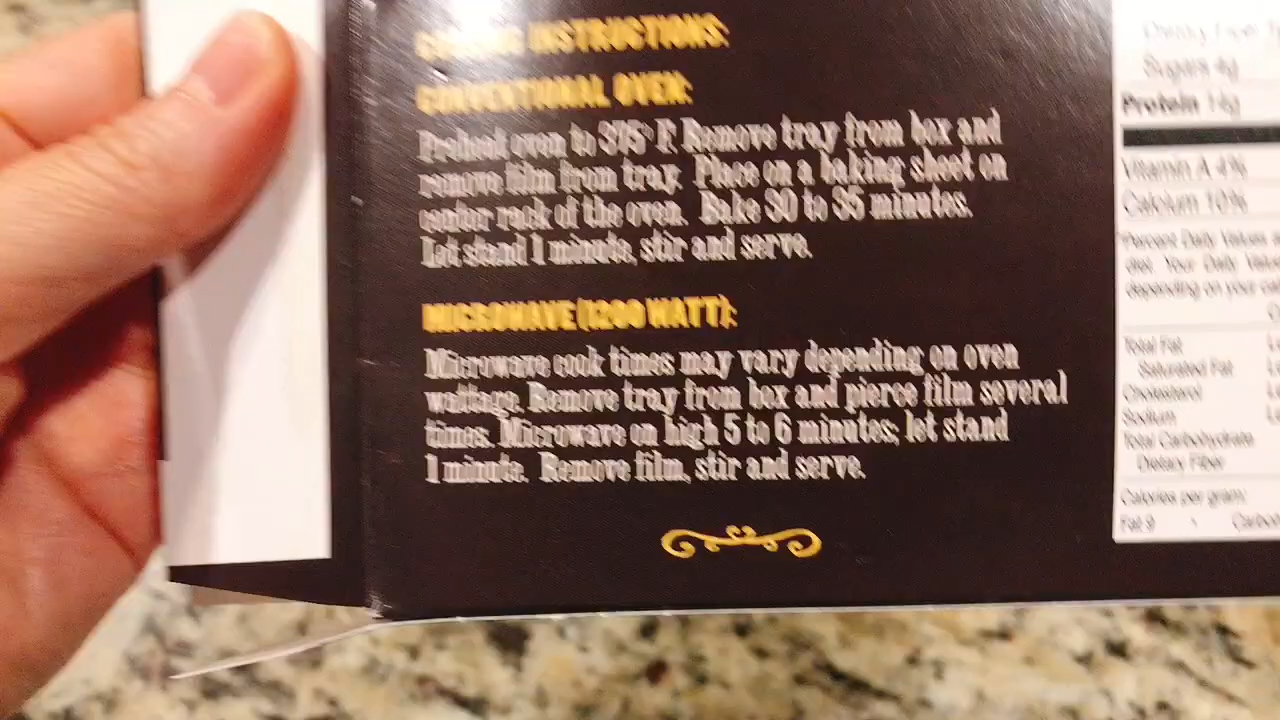 COOKING INSTRUCTIONS:
CONVENTIONAL OVEN:
Preheat oven to 375° F. Remove tray from box and
remove film from tray. Place on a baking sheet on
center rack of the oven. Bake 30 to 35 minutes.
Let stand 1 minute, stir and serve.
MICROWAVE (1200 WATT):
Microwave cook times may vary depending on oven
wattage. Remove tray from box and pierce film several
times. Microwave on high 5 to 6 minutes; let stand
1 minute. Remove film, stir and serve.
Dietary Fiber
Sugars 4g
Protein 14g
Vitamin A 4%
Calcium 10%
*Percent Daily Values
diet. Your Daily
depending on your
Total Fat
Saturated Fat
Cholesterol
Sodium
Total Carbohydrate
Dietary Fiber
Calories per gram:
Fat 9 •